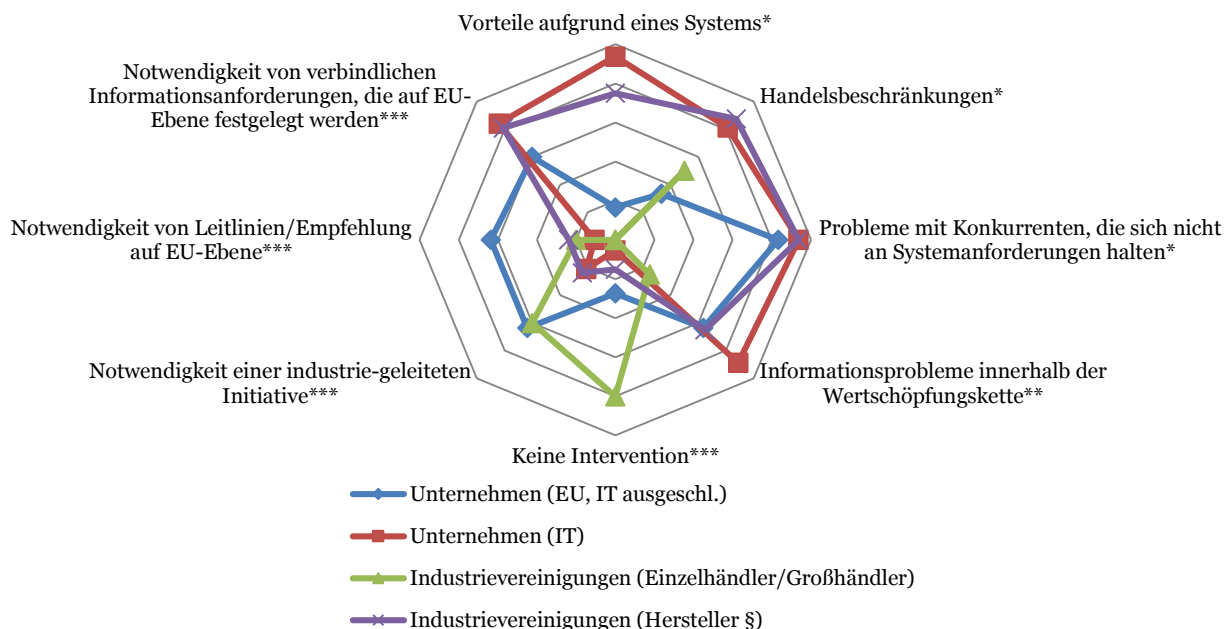 Vorteile aufgrund eines Systems*
Notwendigkeit von verbindlichen
Informationsanforderungen, die auf EU-
Ebene festgelegt werden***
Handelsbeschränkungen*
Notwendigkeit von Leitlinien/Empfehlung
auf EU-Ebene***
Probleme mit Konkurrenten, die sich nicht
an Systemanforderungen halten*
Notwendigkeit einer industrie-geleiteten
Initiative***
Informationsprobleme innerhalb der
Wertschöpfungskette**
Keine Intervention***
Unternehmen (EU, IT ausgeschl.)
Unternehmen (IT)
Industrievereinigungen (Einzelhändler/Großhändler)
Industrievereinigungen (Hersteller §)